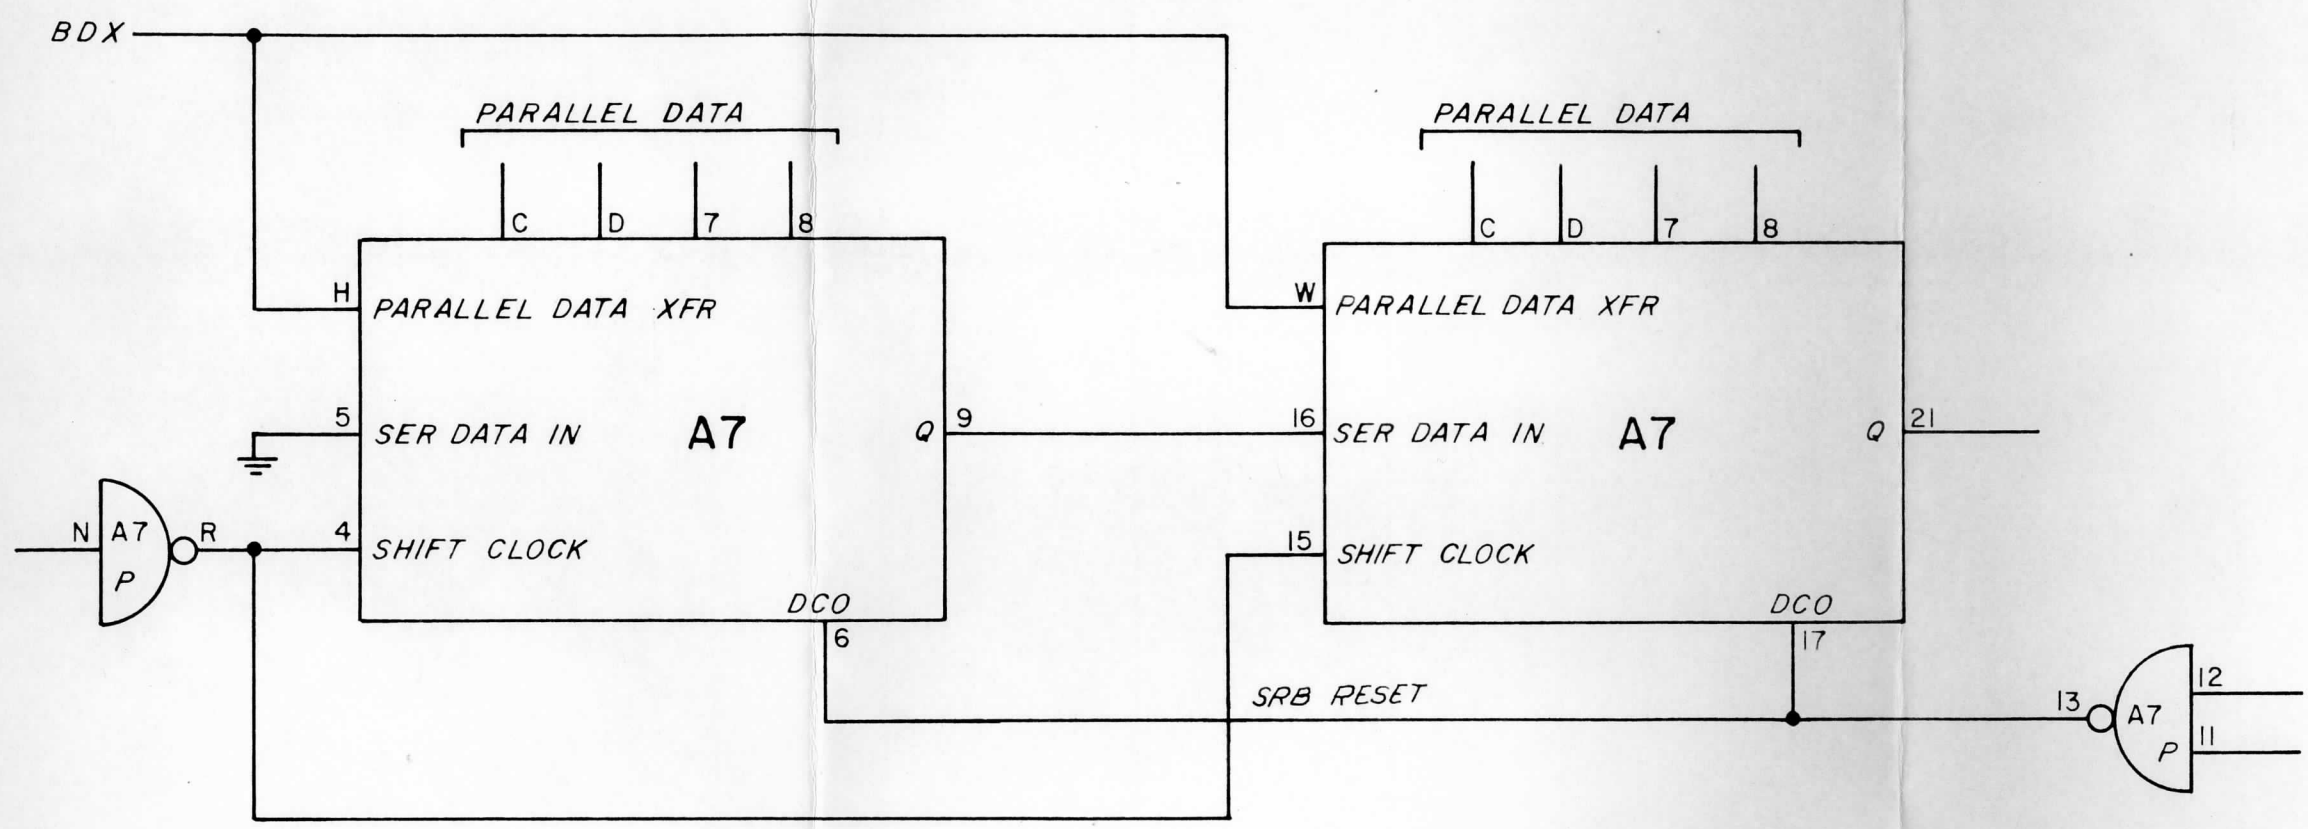 BDX
PARALLEL DATA
PARALLEL DATA
C D 7 8
C D 7 8
H
PARALLEL DATA XFR
W
PARALLEL DATA XFR
5
SER DATA IN
A7
Q
9
16
SER DATA IN
A7
Q
21
N
A7
P
R
4
SHIFT CLOCK
15
SHIFT CLOCK
DCO
6
DCO
17
SRB RESET
13
A7
P
12
11